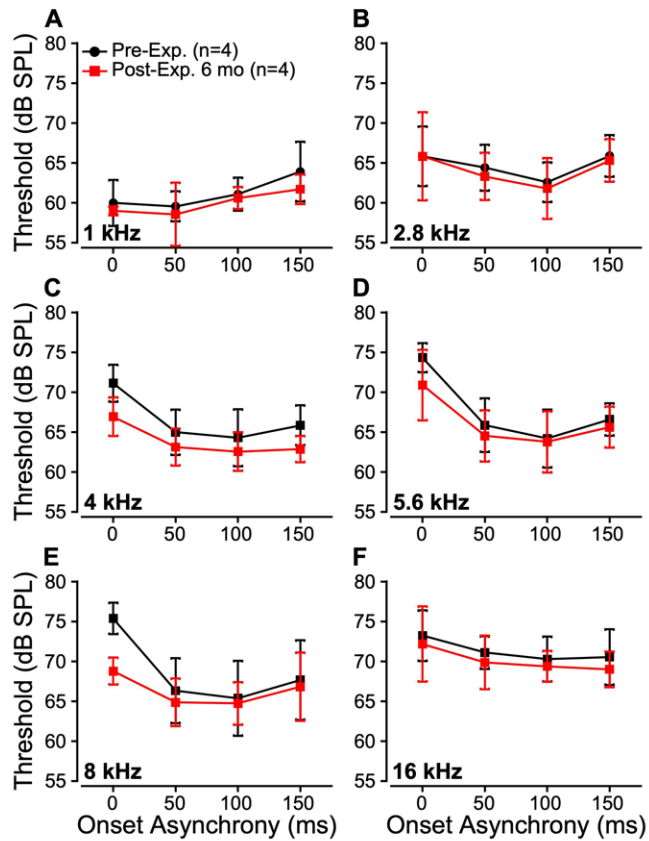 A
B
80
75
70
65
60
55
Threshold (dB SPL)
Pre-Exp. (n=4)
Post-Exp. 6 mo (n=4)
1 kHz
0 50 100 150
80
75
70
65
60
55
2.8 kHz
0 50 100 150
C
D
80
75
70
65
60
55
Threshold (dB SPL)
4 kHz
0 50 100 150
80
75
70
65
60
55
5.6 kHz
0 50 100 150
E
F
80
75
70
65
60
55
Threshold (dB SPL)
8 kHz
0 50 100 150
Onset Asynchrony (ms)
80
75
70
65
60
55
16 kHz
0 50 100 150
Onset Asynchrony (ms)